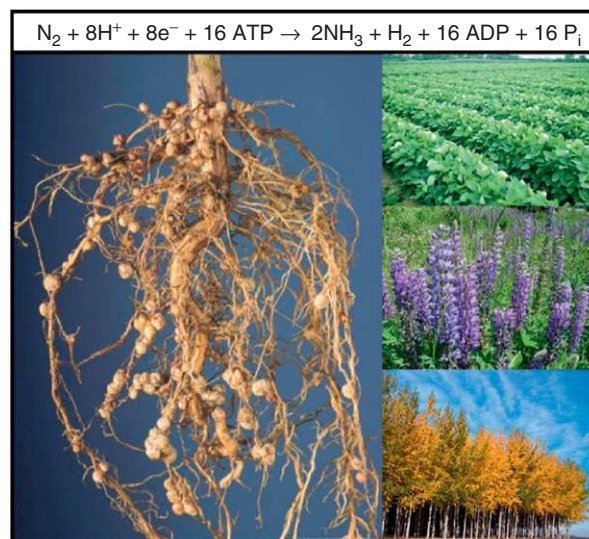 N₂ + 8H⁺ + 8e⁻ + 16 ATP → 2NH₃ + H₂ + 16 ADP + 16 Pᵢ